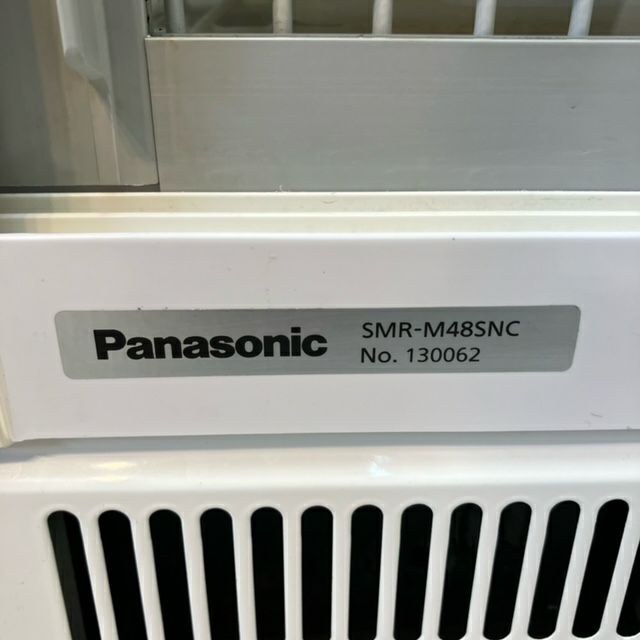 Panasonic
SMR-M48SNC
No. 130062